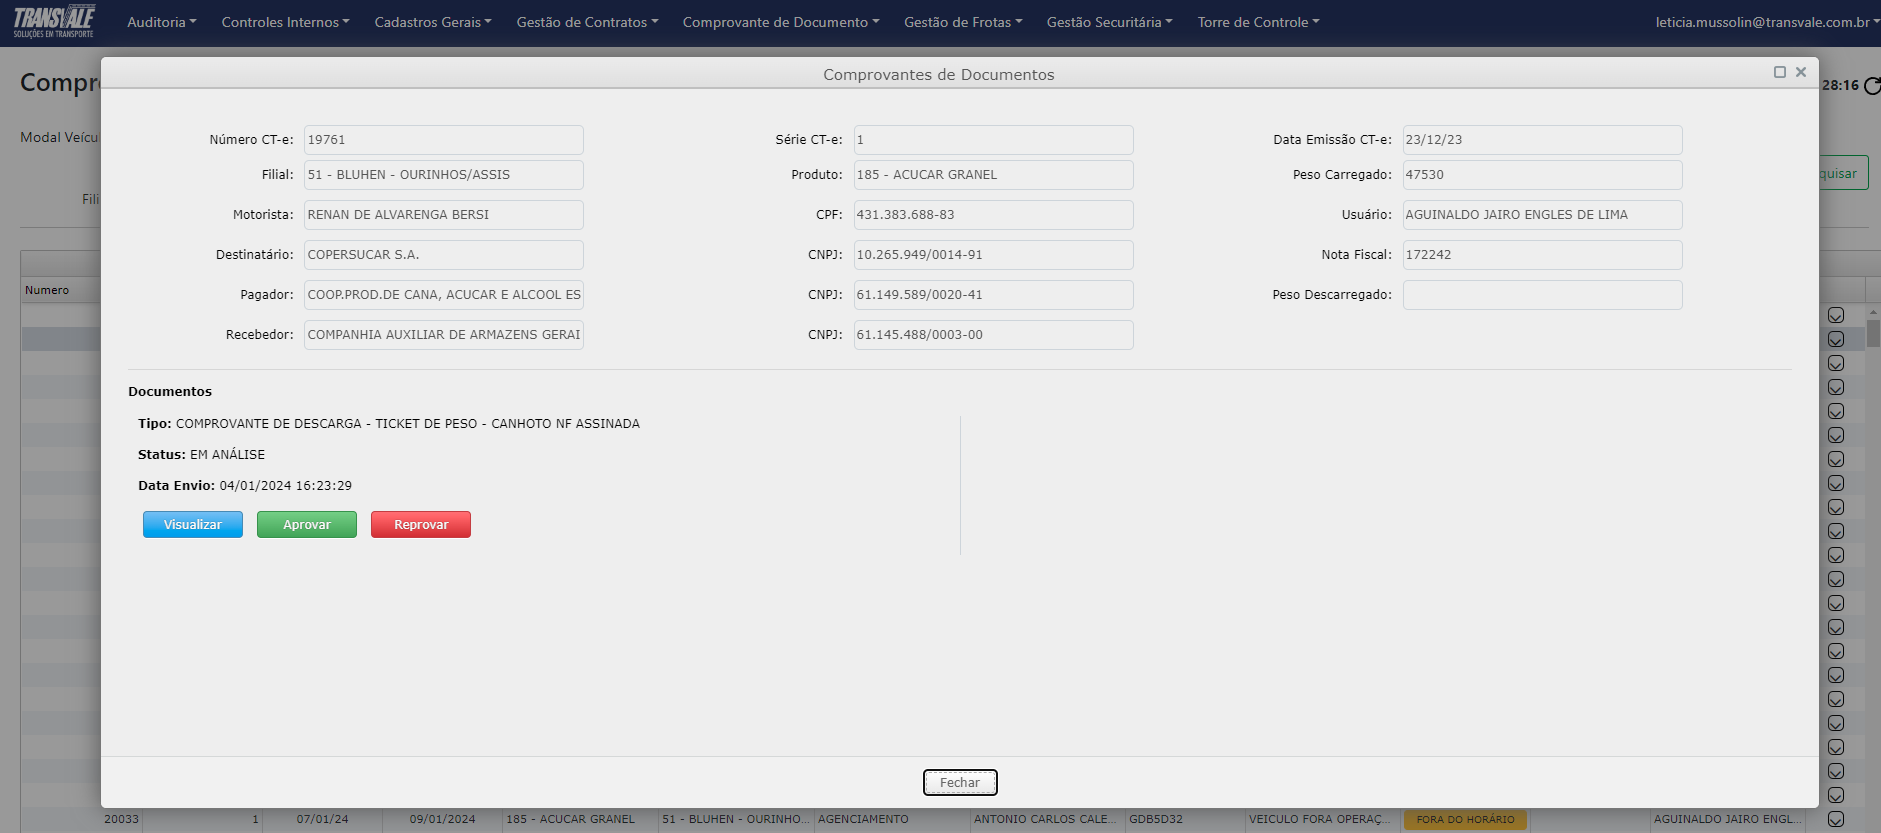 TRANSVALE
SOLUÇÕES EM TRANSPORTE
Auditoria Controles Internos Cadastros Gerais Gestão de Contratos Comprovante de Documento Gestão de Frotas Gestão Securitária Torre de Controle leticia.mussolin@transvale.com.br
Compr
Comprovantes de Documentos
28:16
Modal Veícu
Número CT-e: 19761 Série CT-e: 1 Data Emissão CT-e: 23/12/23
Filial: 51 - BLUHEN - OURINHOS/ASSIS Produto: 185 - ACUCAR GRANEL Peso Carregado: 47530
quisar
Fili
Motorista: RENAN DE ALVARENGA BERSI CPF: 431.383.688-83 Usuário: AGUINALDO JAIRO ENGLES DE LIMA
Destinatário: COPERSUCAR S.A. CNPJ: 10.265.949/0014-91 Nota Fiscal: 172242
Numero
Pagador: COOP.PROD.DE CANA, ACUCAR E ALCOOL ES CNPJ: 61.149.589/0020-41 Peso Descarregado:
Recebedor: COMPANHIA AUXILIAR DE ARMAZENS GERAI CNPJ: 61.145.488/0003-00
Documentos
Tipo: COMPROVANTE DE DESCARGA - TICKET DE PESO - CANHOTO NF ASSINADA
Status: EM ANÁLISE
Data Envio: 04/01/2024 16:23:29
Visualizar Aprovar Reprovar
Fechar
20033 1 07/01/24 09/01/2024 185 - ACUCAR GRANEL 51 - BLUHEN - OURINHO... AGENCIAMENTO ANTONIO CARLOS CALE... GDB5D32 VEICULO FORA OPERAÇ... FORA DO HORÁRIO AGUINALDO JAIRO ENGL...